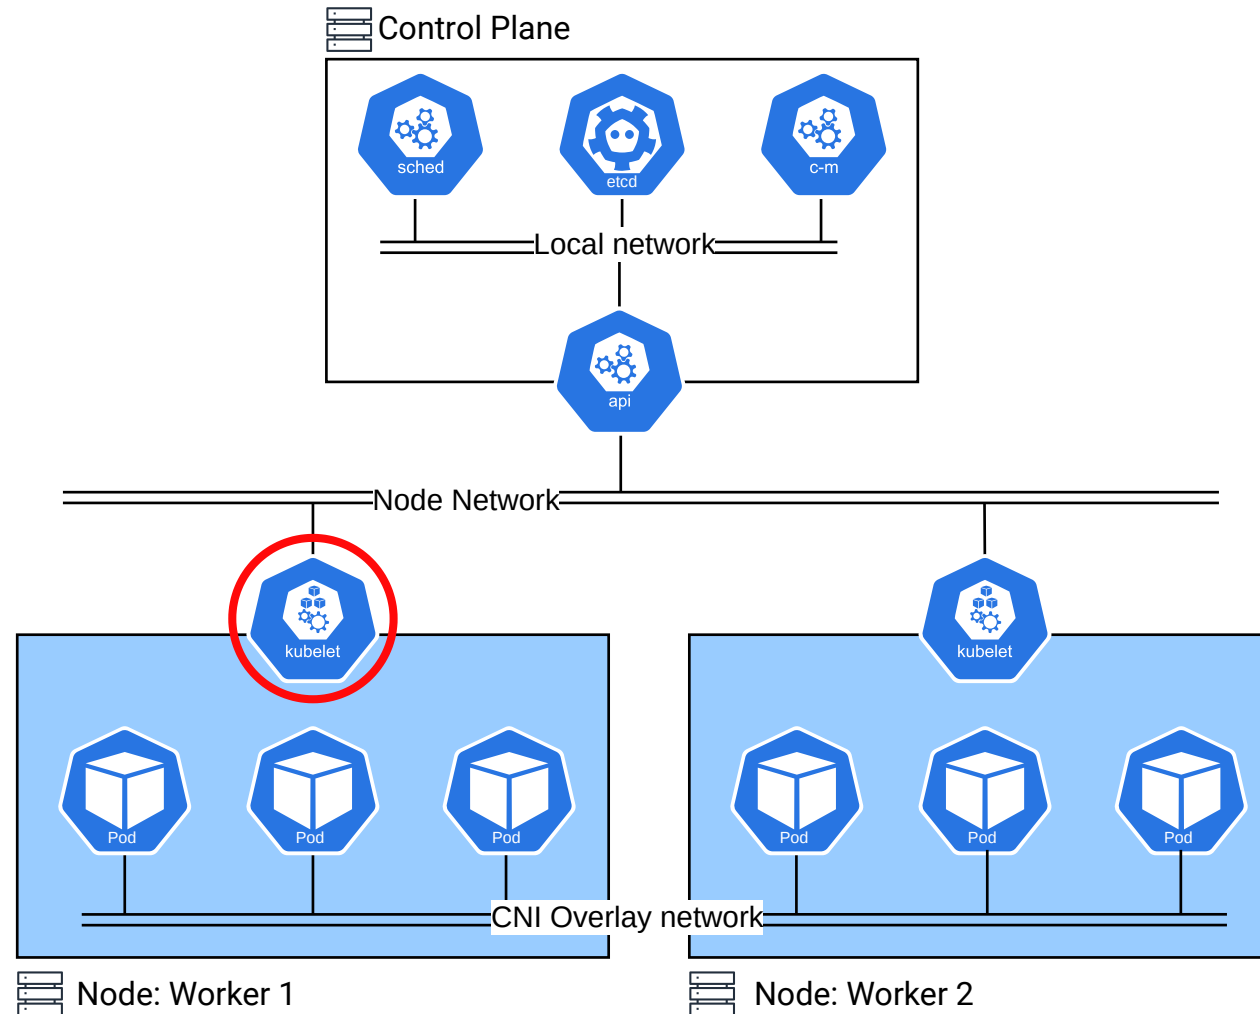 Control Plane
sched
etcd
c-m
Local network
api
Node Network
kubelet
kubelet
Pod
Pod
Pod
Pod
Pod
Pod
CNI Overlay network
Node: Worker 1
Node: Worker 2